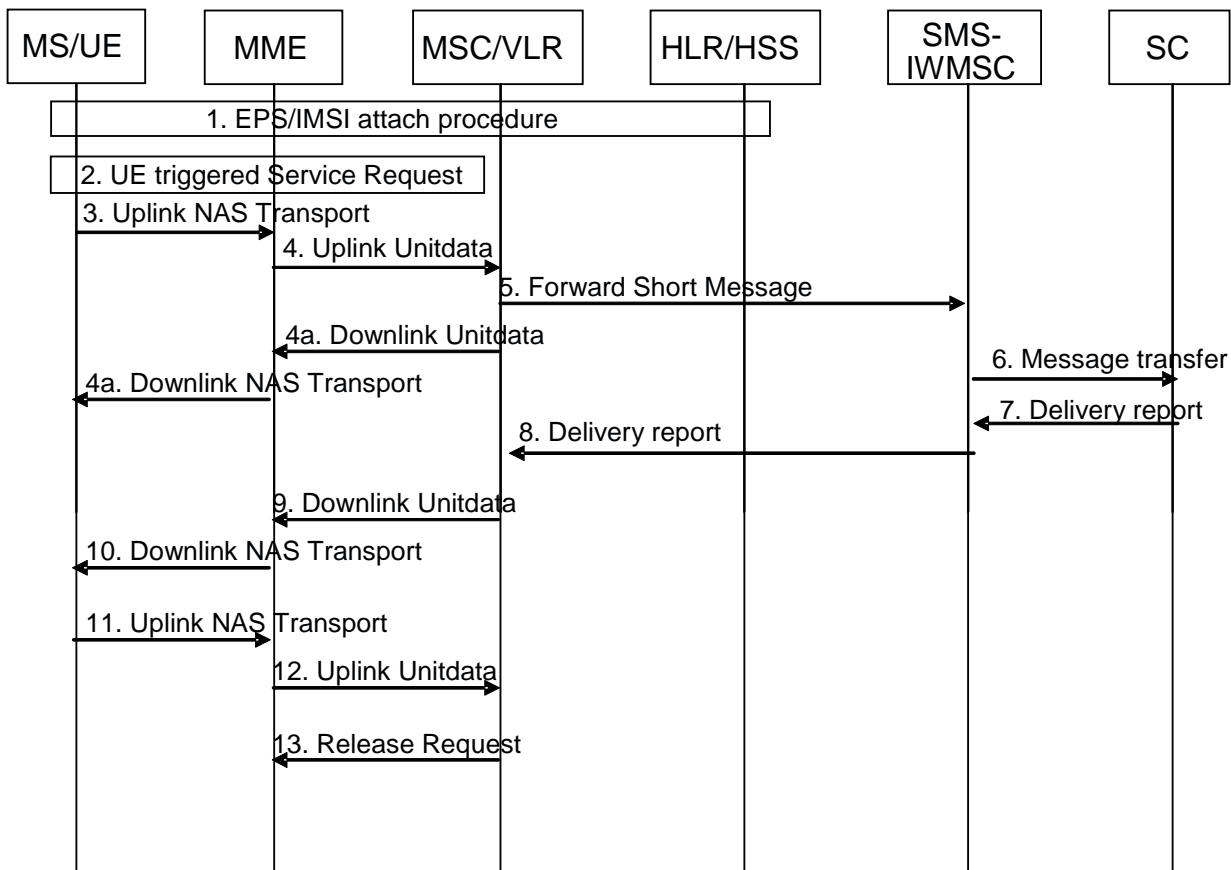 MS/UE
MME
MSC/VLR
HLR/HSS
SMS-
IWMSC
SC
1. EPS/IMSI attach procedure
2. UE triggered Service Request
3. Uplink NAS Transport
4. Uplink Unitdata
5. Forward Short Message
4a. Downlink Unitdata
6. Message transfer
4a. Downlink NAS Transport
7. Delivery report
8. Delivery report
9. Downlink Unitdata
10. Downlink NAS Transport
11. Uplink NAS Transport
12. Uplink Unitdata
13. Release Request